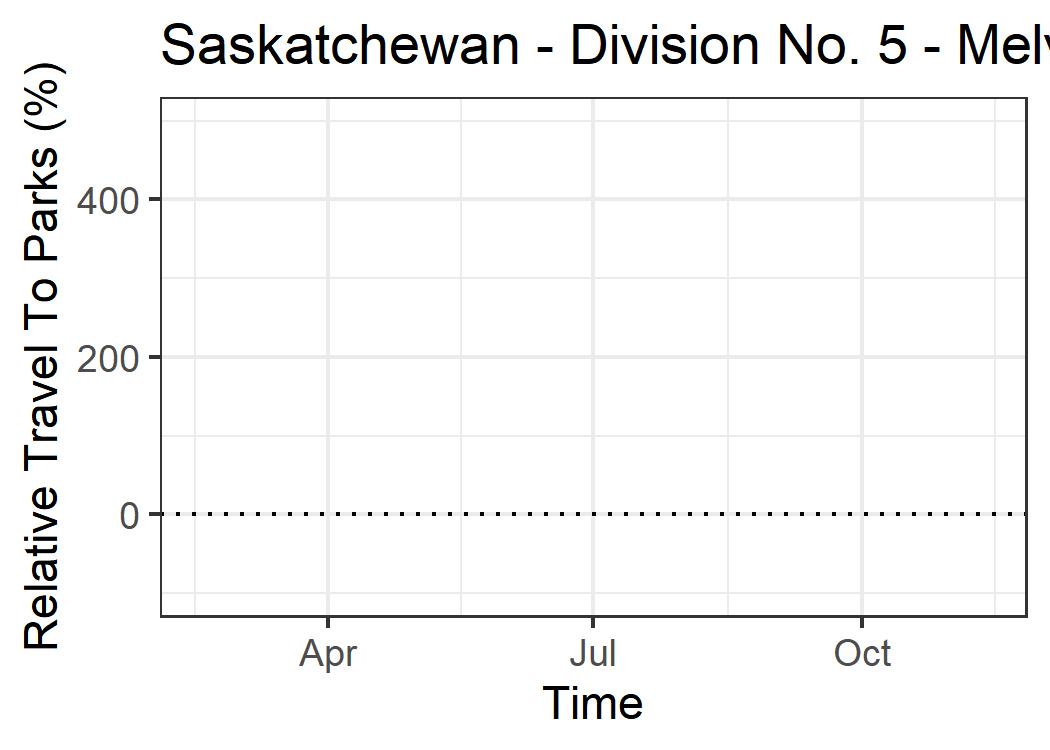 Saskatchewan - Division No. 5 - Melv
Relative Travel To Parks (%)
400
200
0
Apr Jul Oct
Time